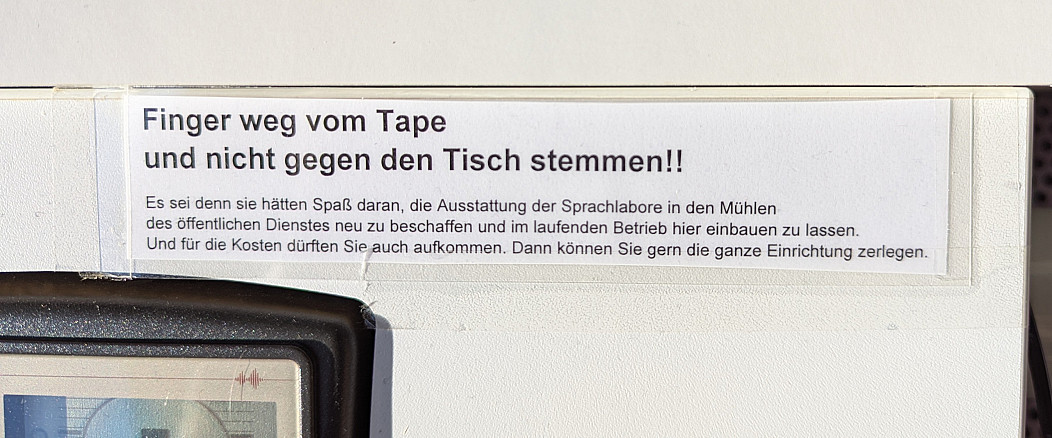 Finger weg vom Tape
und nicht gegen den Tisch stemmen!!
Es sei denn sie hätten Spaß daran, die Ausstattung der Sprachlabore in den Mühlen
des öffentlichen Dienstes neu zu beschaffen und im laufenden Betrieb hier einbauen zu lassen.
Und für die Kosten dürften Sie auch aufkommen. Dann können Sie gern die ganze Einrichtung zerlegen.